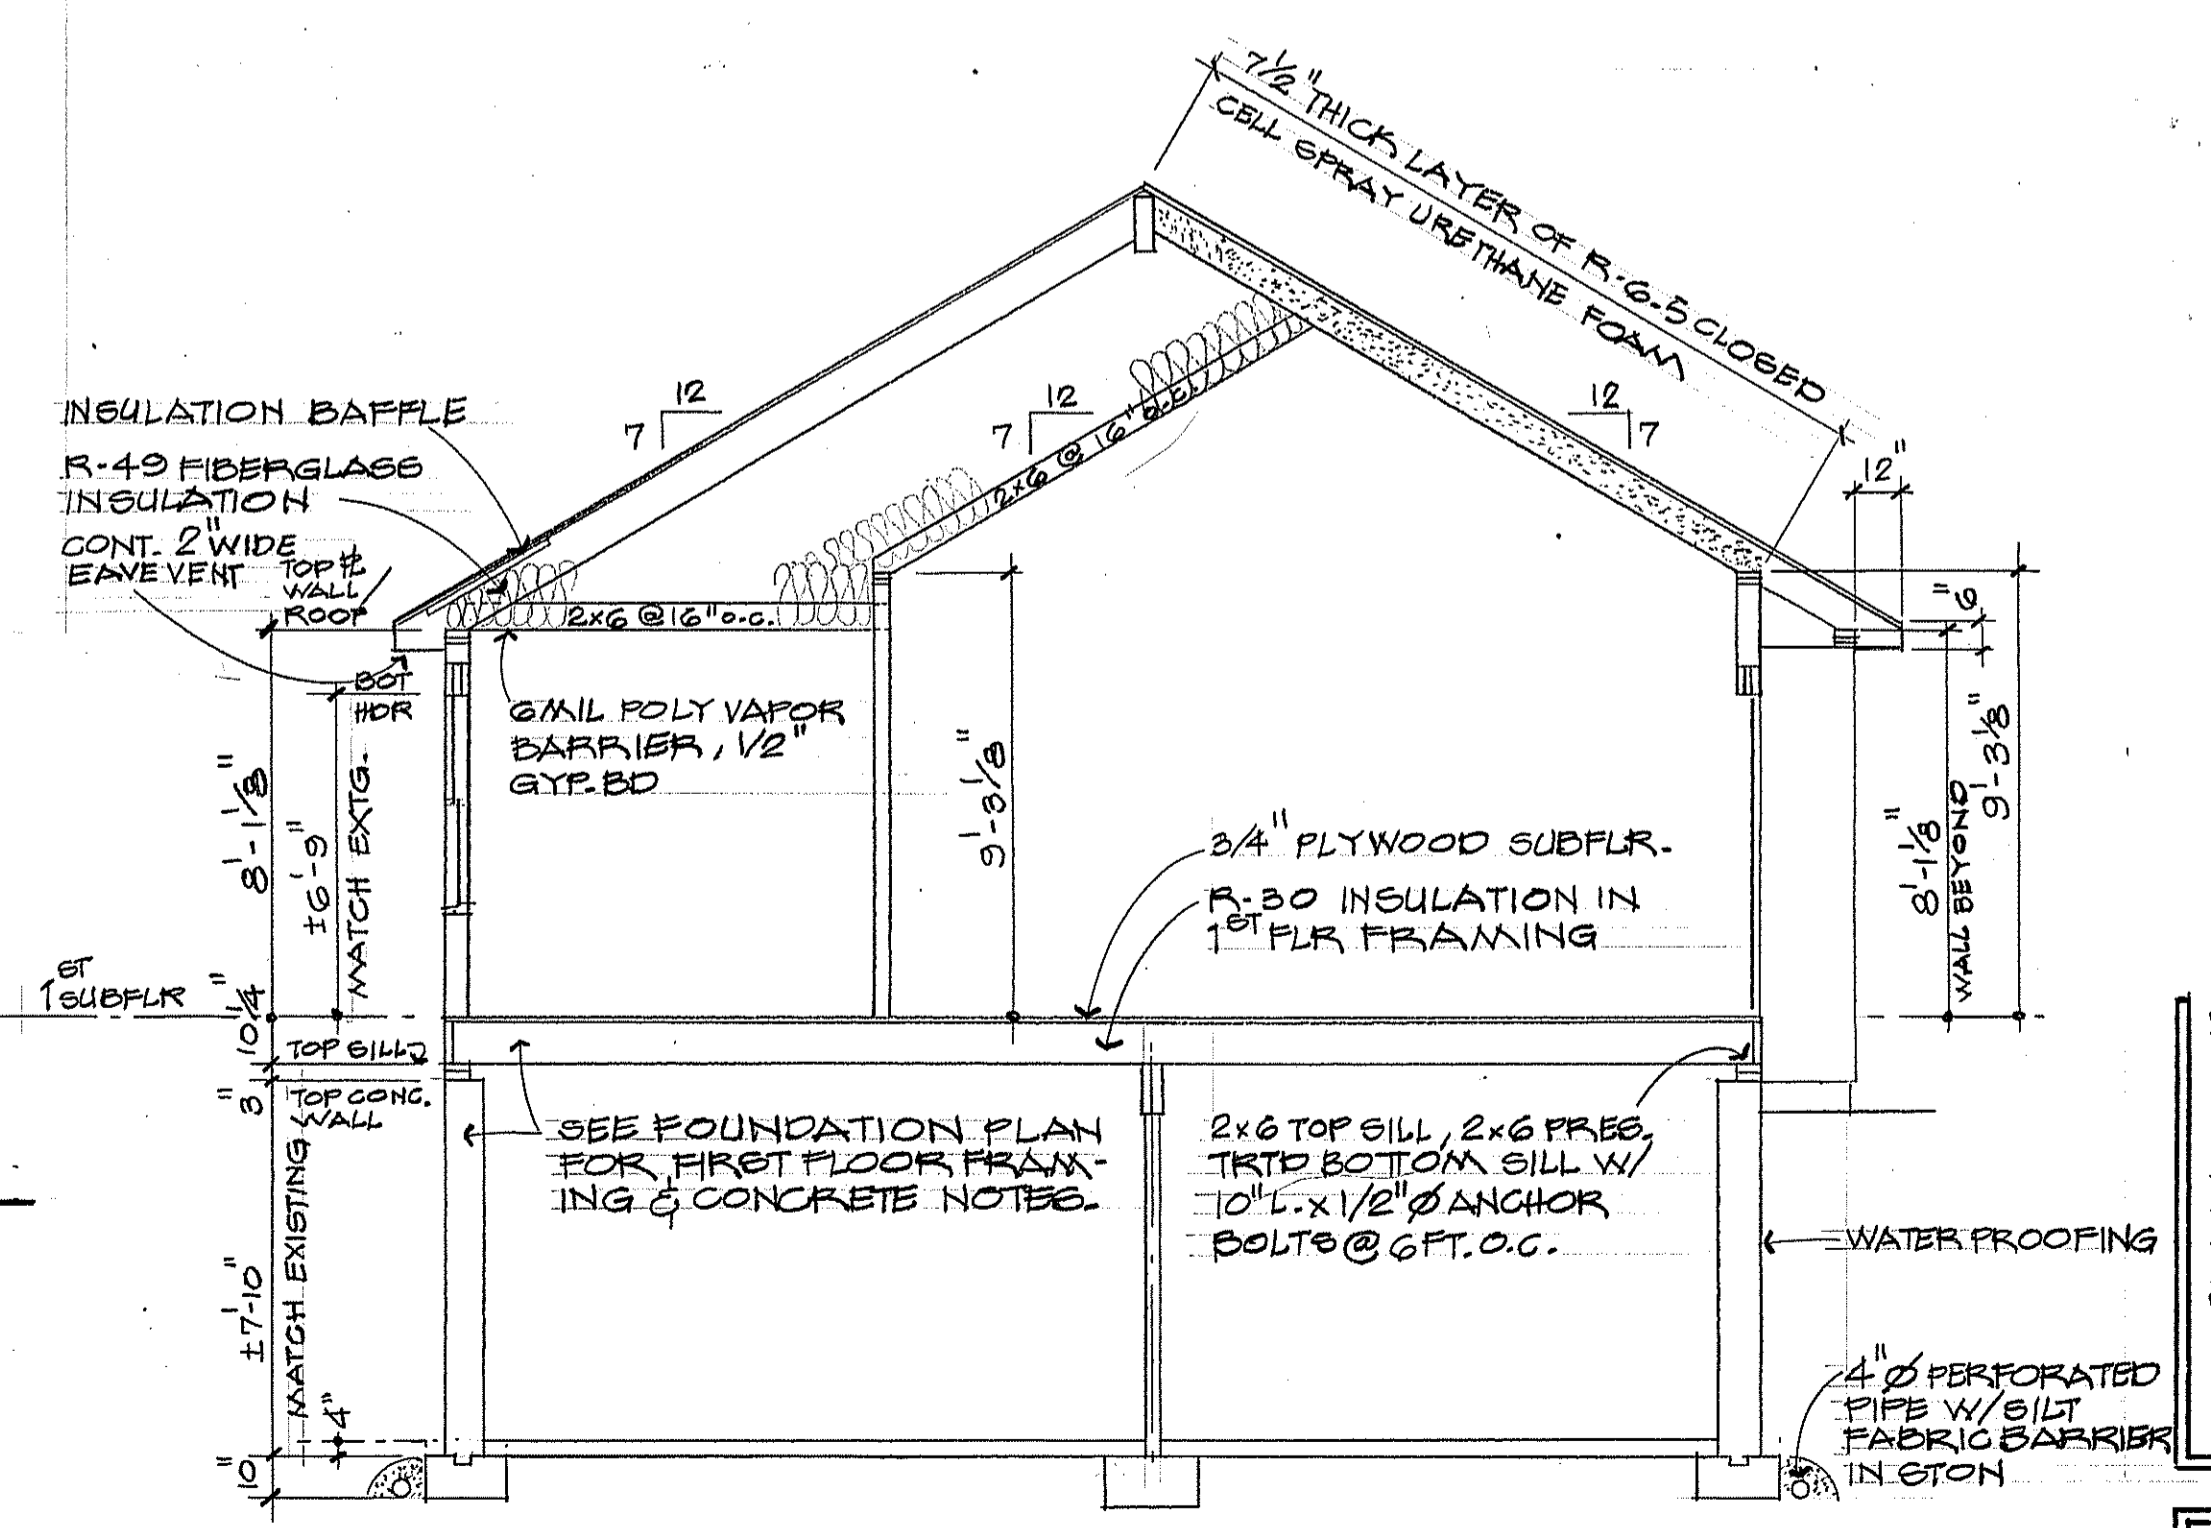 7 1/2" THICK LAYER OF R-6.5 CLOSED
CELL SPRAY URETHANE FOAM
12
7
12
7
12
7
12"
INSULATION BAFFLE
R-49 FIBERGLASS
INSULATION
CONT. 2" WIDE
EAVE VENT
TOP PL
WALL/
ROOF
2x6 @ 16" O.C.
2x6 @ 16" O.C.
6"
BOT
HDR
6 MIL POLY VAPOR
BARRIER, 1/2"
GYP. BD
8'-1 1/8"
±6'-9"
MATCH EXTG.
9'-3 1/8"
3/4" PLYWOOD SUBFLR.
R-30 INSULATION IN
1ST FLR FRAMING
8'-1 1/8"
WALL BEYOND
9'-3 1/8"
1ST SUBFLR
10 1/4"
TOP SILL
3"
TOP CONC.
WALL
SEE FOUNDATION PLAN
FOR FIRST FLOOR FRAM-
ING & CONCRETE NOTES.
2x6 TOP SILL, 2x6 PRES.
TRTD BOTTOM SILL W/
10" L. x 1/2" Ø ANCHOR
BOLTS @ 6 FT. O.C.
WATER PROOFING
±7'-10"
MATCH EXISTING
4"
10"
4" Ø PERFORATED
PIPE W/ SILT
FABRIC BARRIER
IN STON